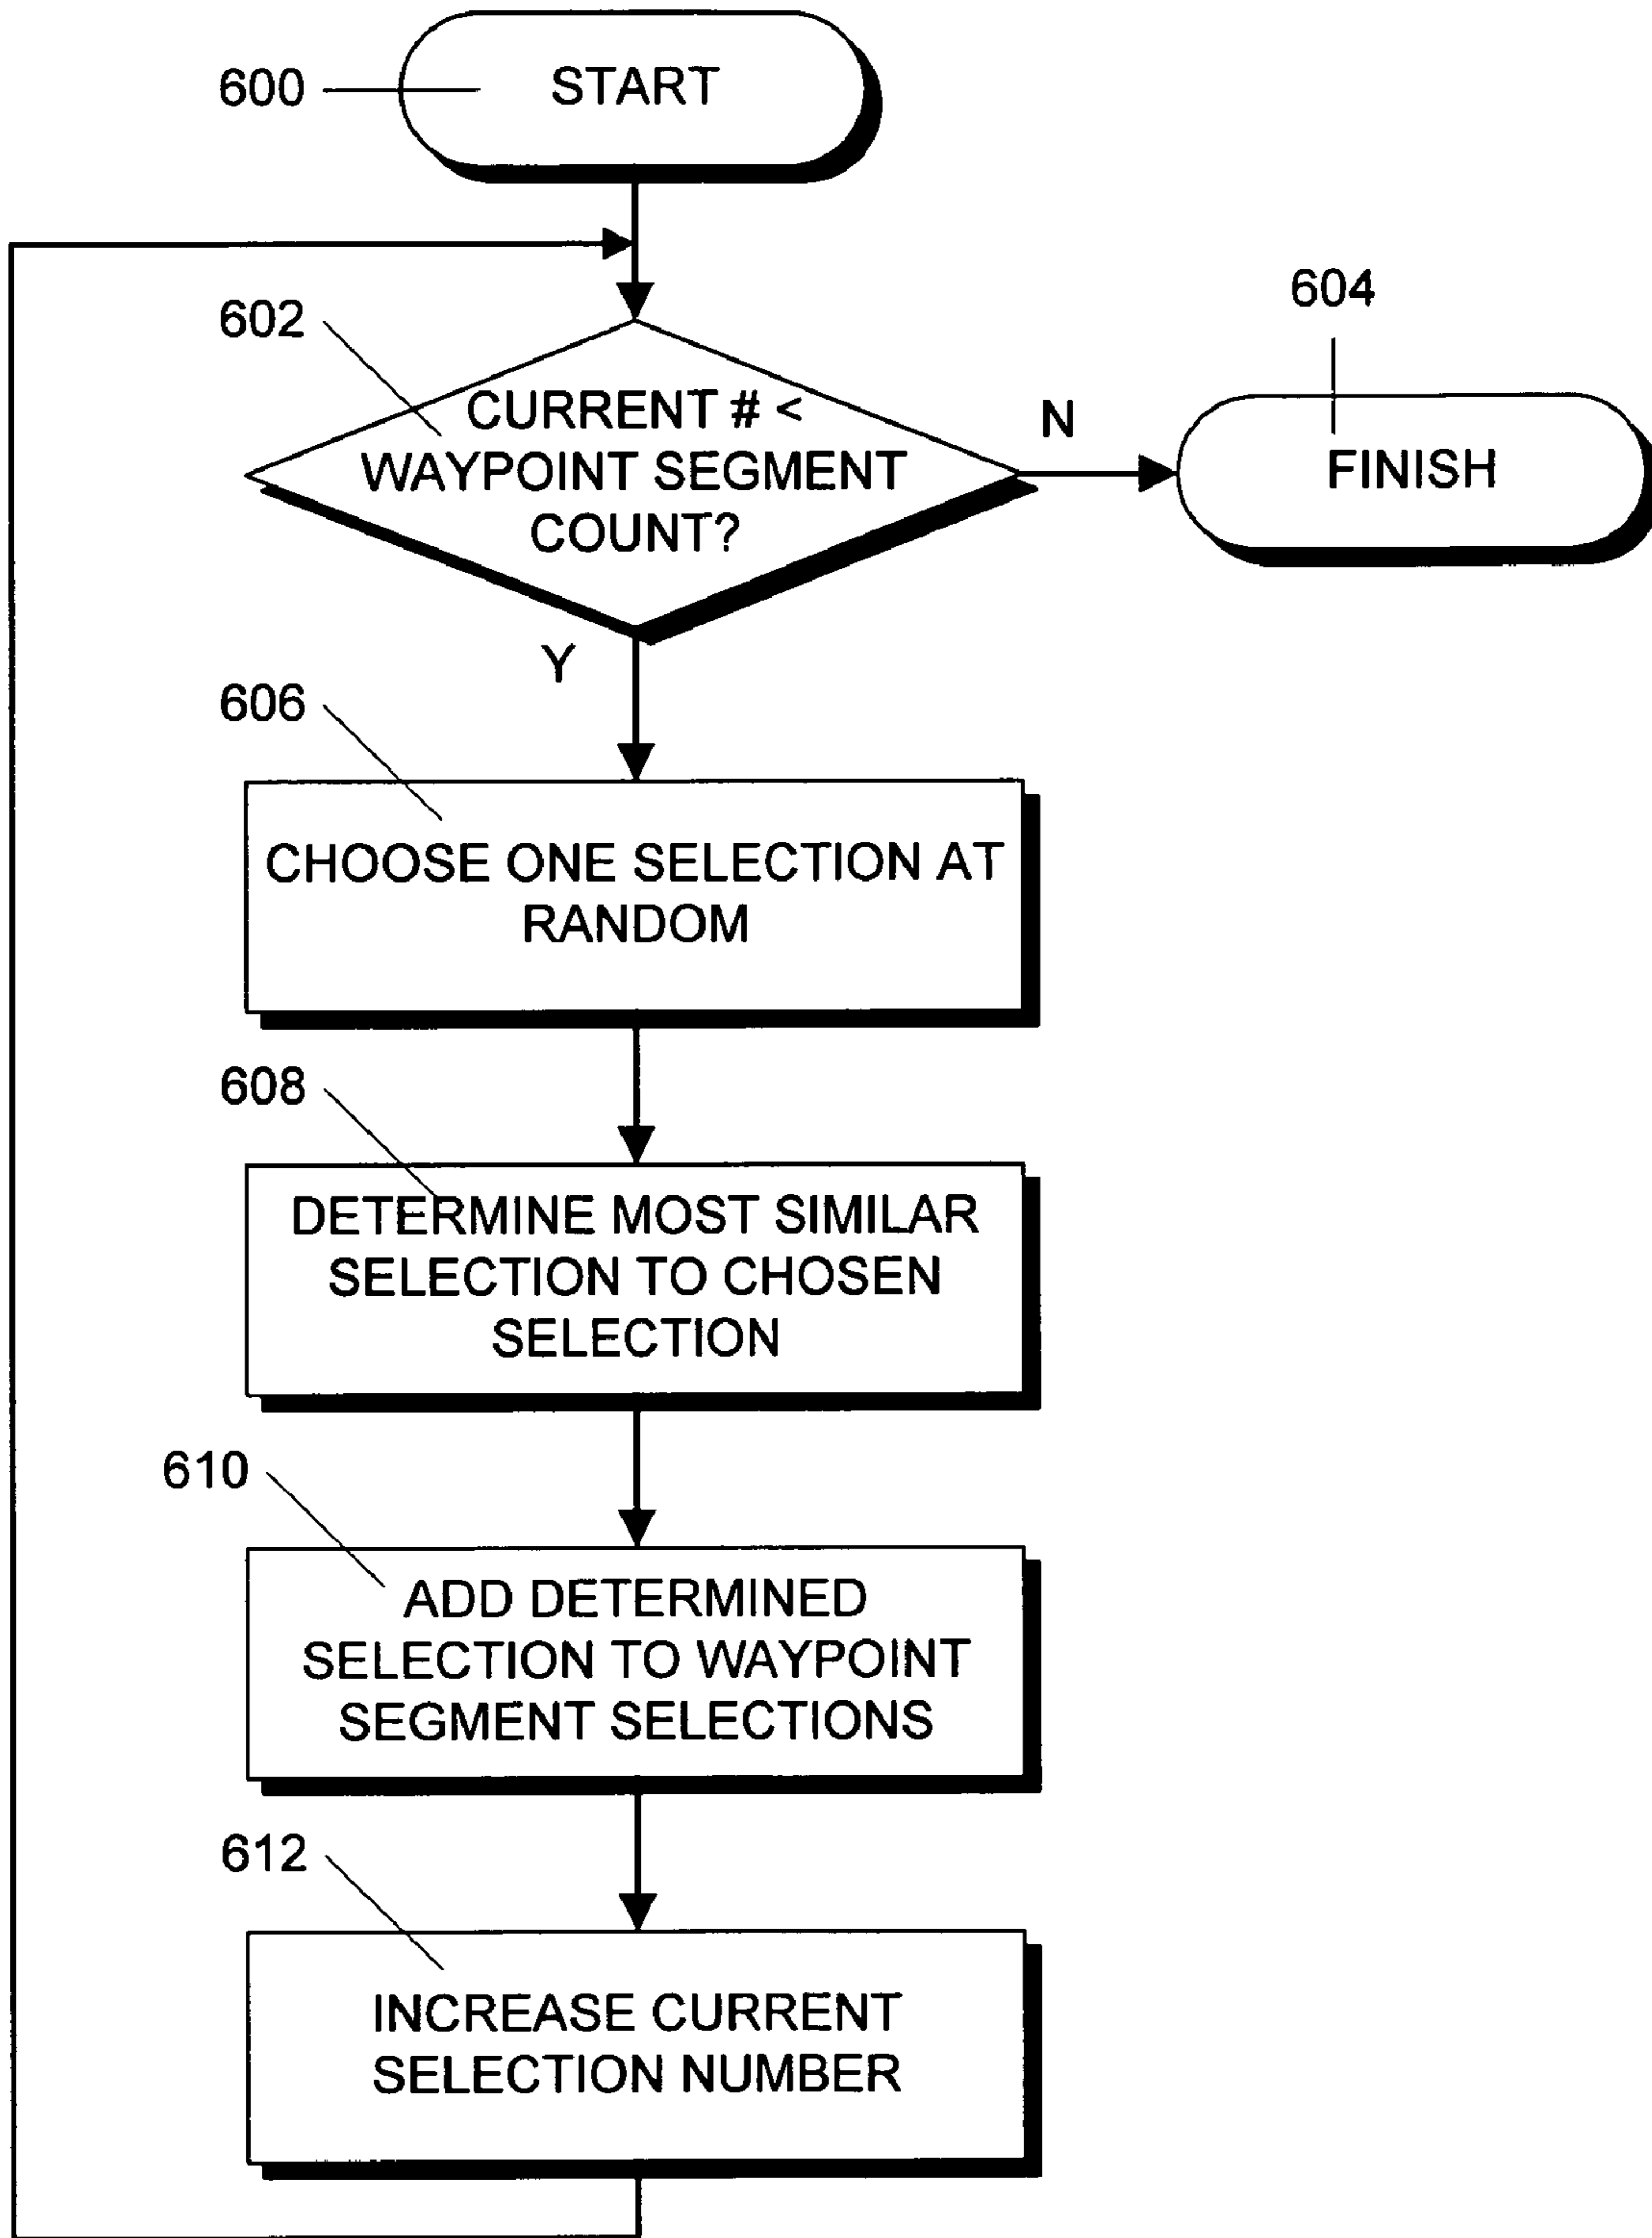 600
START
604
602
CURRENT # <
WAYPOINT SEGMENT
COUNT?
N
FINISH
Y
606
CHOOSE ONE SELECTION AT
RANDOM
608
DETERMINE MOST SIMILAR
SELECTION TO CHOSEN
SELECTION
610
ADD DETERMINED
SELECTION TO WAYPOINT
SEGMENT SELECTIONS
612
INCREASE CURRENT
SELECTION NUMBER